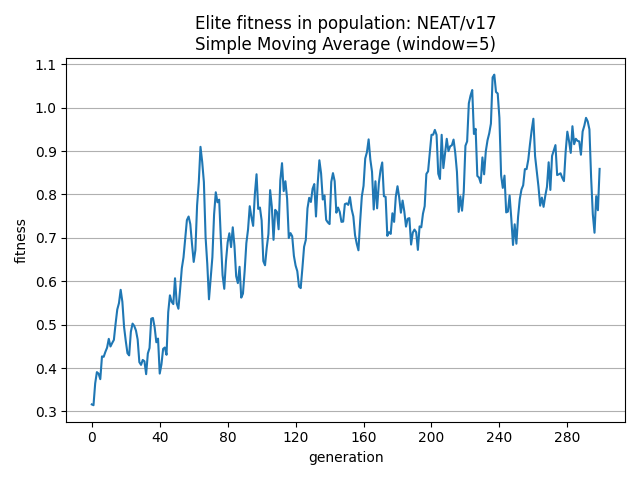 Elite fitness in population: NEAT/v17
Simple Moving Average (window=5)
1.1
1.0
0.9
0.8
0.7
0.6
0.5
0.4
0.3
fitness
0 40 80 120 160 200 240 280
generation